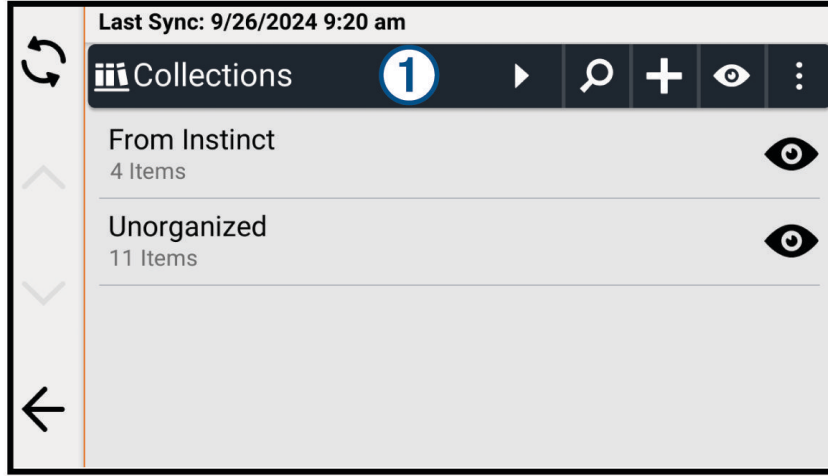 Last Sync: 9/26/2024 9:20 am
Collections 1
From Instinct
4 Items
Unorganized
11 Items